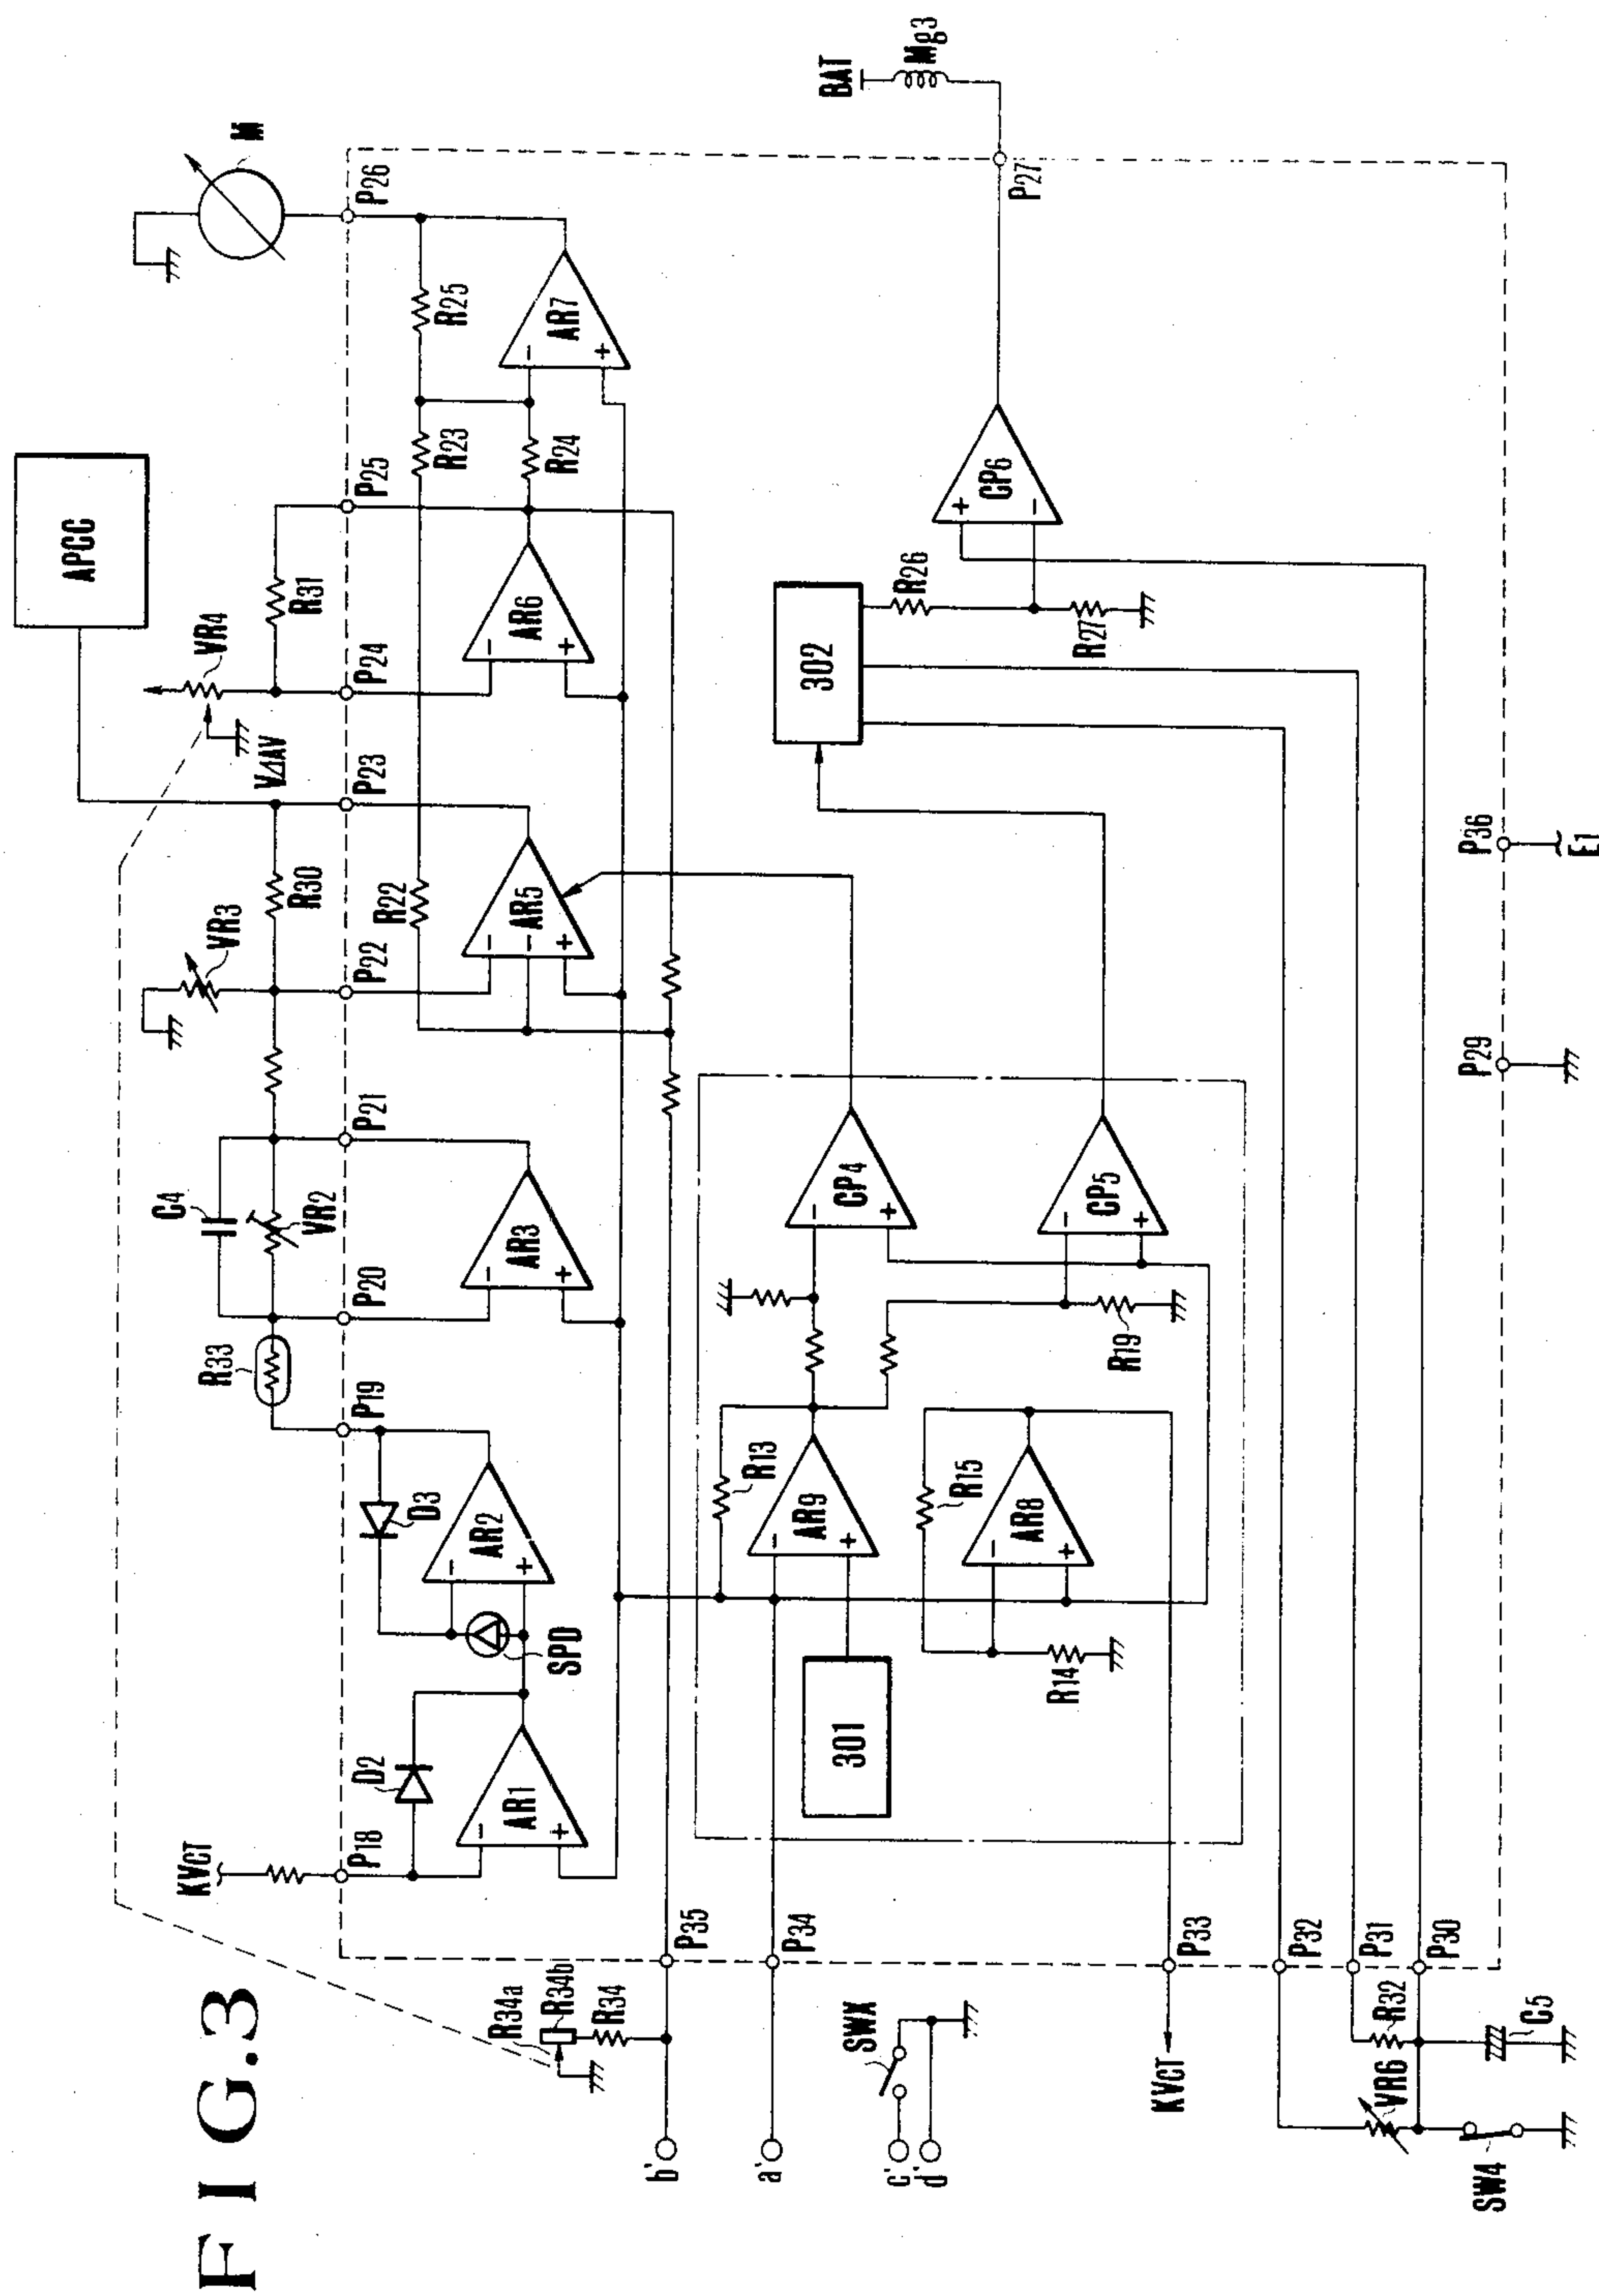 FIG.3
KVCT
P18
D2
AR1
- +
SPD
AR2
- +
D3
P19
R33
P20
C4
VR2
AR3
- +
P21
P22
VR3
R30
R22
AR5
- - +
P23
V⊿AV
VR4
P24
R31
AR6
- +
APCC
P25
R23
R24
R25
AR7
- +
P26
M
R34a
R34b
R34
P35
b'
a'
P34
301
AR9
- +
R13
R14
R15
AR8
- +
CP4
- +
R19
CP5
- +
302
R26
R27
CP6
+ -
P27
BAT
Mg3
SWX
c'
d'
KVCT
P33
P32
P31
P30
R32
VR6
C5
SW4
P29
P36
E1